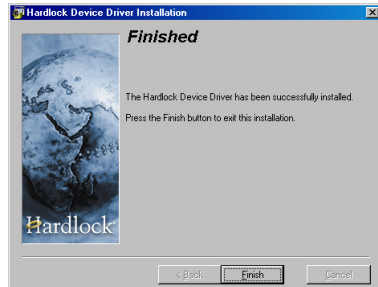 Hardlock Device Driver Installation
Finished
The Hardlock Device Driver has been successfully installed.
Press the Finish button to exit this installation.
Hardlock
< Back
Finish
Cancel